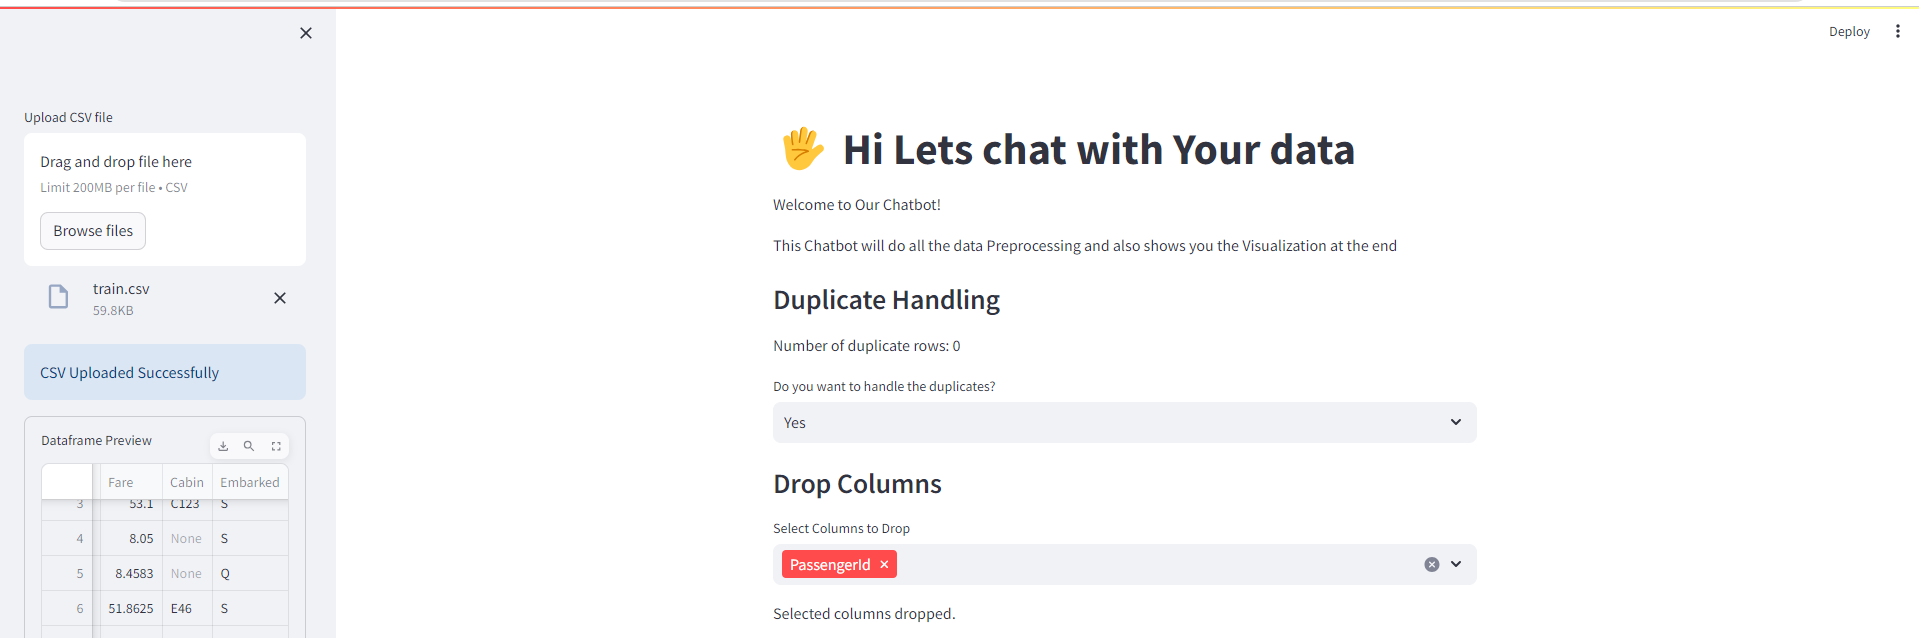 Deploy
Upload CSV file
Drag and drop file here
Limit 200MB per file • CSV
Browse files
train.csv
59.8KB
CSV Uploaded Successfully
Dataframe Preview
Fare Cabin Embarked
3 53.1 C123 S
4 8.05 None S
5 8.4583 None Q
6 51.8625 E46 S
Hi Lets chat with Your data
Welcome to Our Chatbot!
This Chatbot will do all the data Preprocessing and also shows you the Visualization at the end
Duplicate Handling
Number of duplicate rows: 0
Do you want to handle the duplicates?
Yes
Drop Columns
Select Columns to Drop
PassengerId
Selected columns dropped.